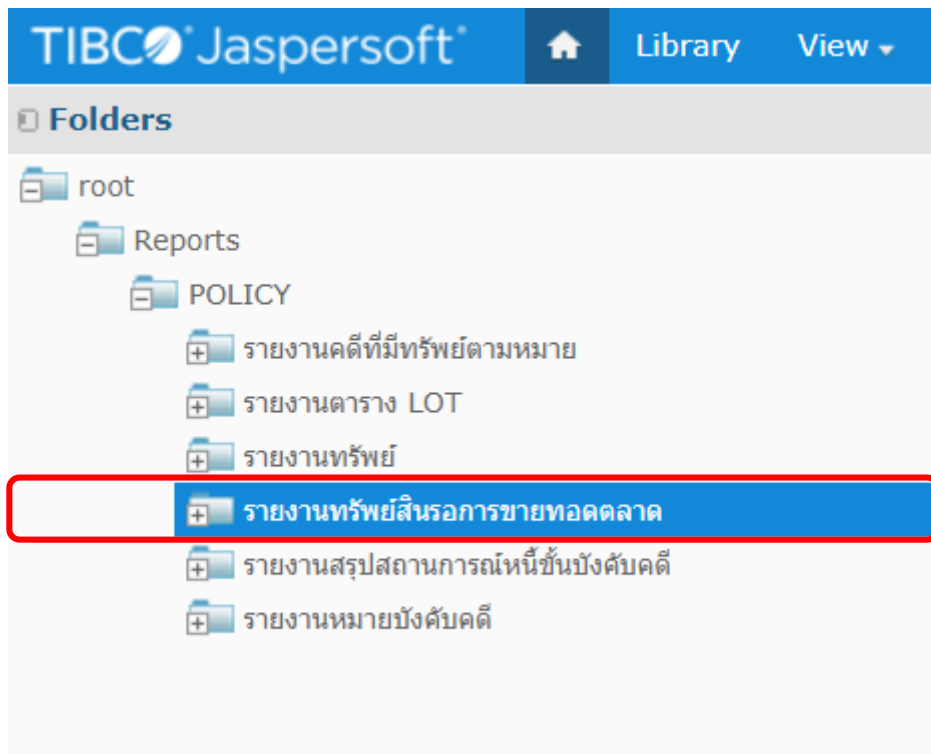 TIBCO Jaspersoft Library View
Folders
root
Reports
POLICY
รายงานคดีที่มีทรัพย์ตามหมาย
รายงานตาราง LOT
รายงานทรัพย์
รายงานทรัพย์สินรอการขายทอดตลาด
รายงานสรุปสถานการณ์หนี้ชั้นบังคับคดี
รายงานหมายบังคับคดี